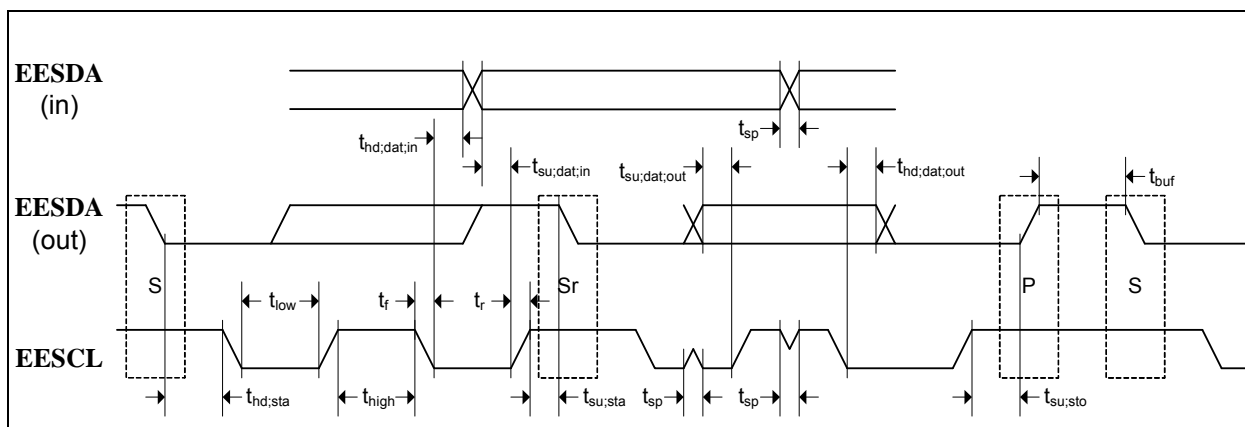 EESDA
(in)
t_hd;dat;in
t_su;dat;in
t_sp
t_su;dat;out
t_hd;dat;out
t_buf
EESDA
(out)
S
t_low
t_f
t_r
Sr
P
S
EESCL
t_hd;sta
t_high
t_su;sta
t_sp
t_sp
t_su;sto